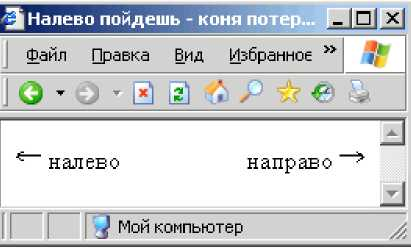 Налево пойдешь - коня потер...
Файл Правка Вид Избранное »
← налево направо →
Мой компьютер